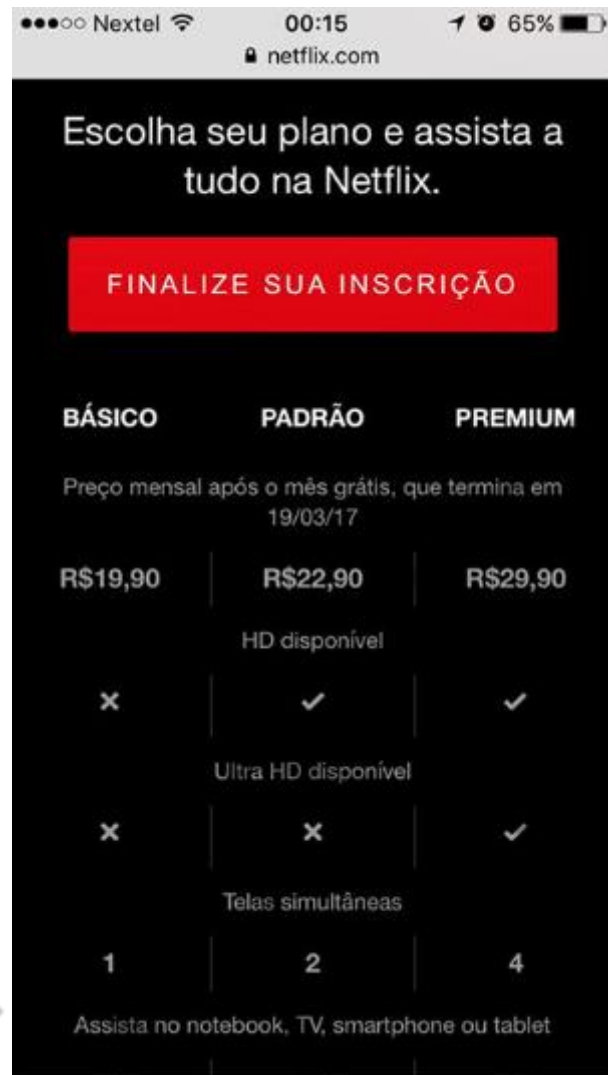 Nextel 00:15 65%
netflix.com
Escolha seu plano e assista a
tudo na Netflix.
FINALIZE SUA INSCRIÇÃO
BÁSICO PADRÃO PREMIUM
Preço mensal após o mês grátis, que termina em
19/03/17
R$19,90 R$22,90 R$29,90
HD disponível
Ultra HD disponível
Telas simultâneas
1 2 4
Assista no notebook, TV, smartphone ou tablet